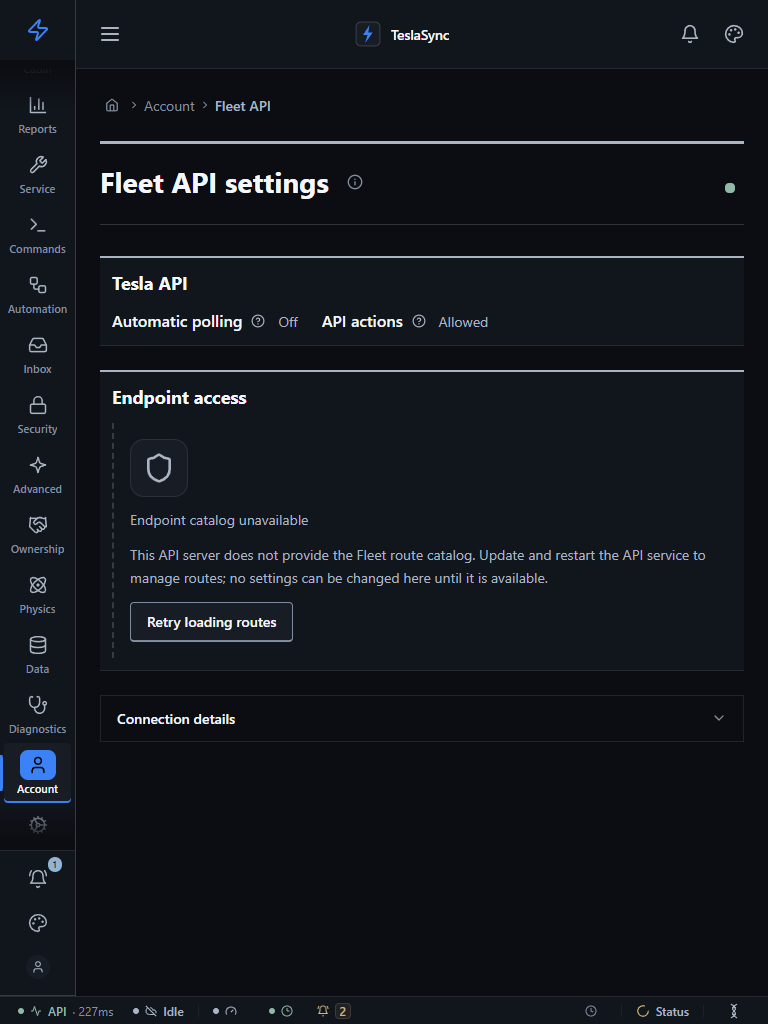 TeslaSync
Account
Fleet API
Fleet API settings
Tesla API
Automatic polling
Off
API actions
Allowed
Endpoint access
Endpoint catalog unavailable
This API server does not provide the Fleet route catalog. Update and restart the API service to
manage routes; no settings can be changed here until it is available.
Retry loading routes
Connection details
Reports
Service
Commands
Automation
Inbox
Security
Advanced
Ownership
Physics
Data
Diagnostics
Account
1
API · 227ms
Idle
2
Status